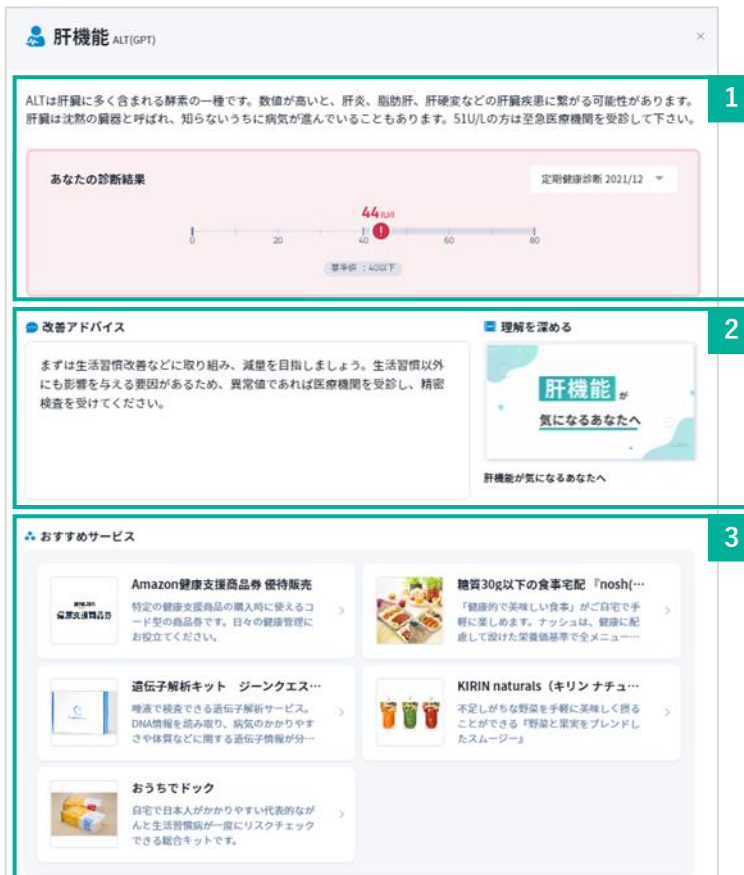 肝機能 ALT(GPT)
×
ALTは肝臓に多く含まれる酵素の一種です。数値が高いと、肝炎、脂肪肝、肝硬変などの肝臓疾患に繋がる可能性があります。
肝臓は沈黙の臓器と呼ばれ、知らないうちに病気が進んでいることもあります。51U/Lの方は至急医療機関を受診して下さい。
1
あなたの診断結果
定期健康診断 2021/12
44
0 20 40 60 80
基準値 : 40以下
改善アドバイス
理解を深める
2
まずは生活習慣改善などに取り組み、減量を目指しましょう。生活習慣以外
にも影響を与える要因があるため、異常値であれば医療機関を受診し、精密
検査を受けてください。
肝機能が
気になるあなたへ
肝機能が気になるあなたへ
おすすめサービス
3
Amazon健康支援商品券 優待販売
特定の健康支援商品の購入時に使えるコ
ード型の商品券です。日々の健康管理に
お役立てください。
amazon
健康支援商品券
糖質30g以下の食事宅配 『nosh(…
「健康的で美味しい食事」がご自宅で手
軽に楽しめます。ナッシュは、健康に配
慮して設けた栄養価基準で全メニュー…
遺伝子解析キット ジーンクエス…
唾液で検査できる遺伝子解析サービス。
DNA情報を読み取り、病気のかかりやす
さや体質などに関する遺伝子情報が分…
KIRIN naturals（キリン ナチュ…
不足しがちな野菜を手軽に美味しく摂る
ことができる『野菜と果実をブレンドし
たスムージー』
おうちでドック
自宅で日本人がかかりやすい代表的なが
んと生活習慣病が一度にリスクチェック
できる総合キットです。